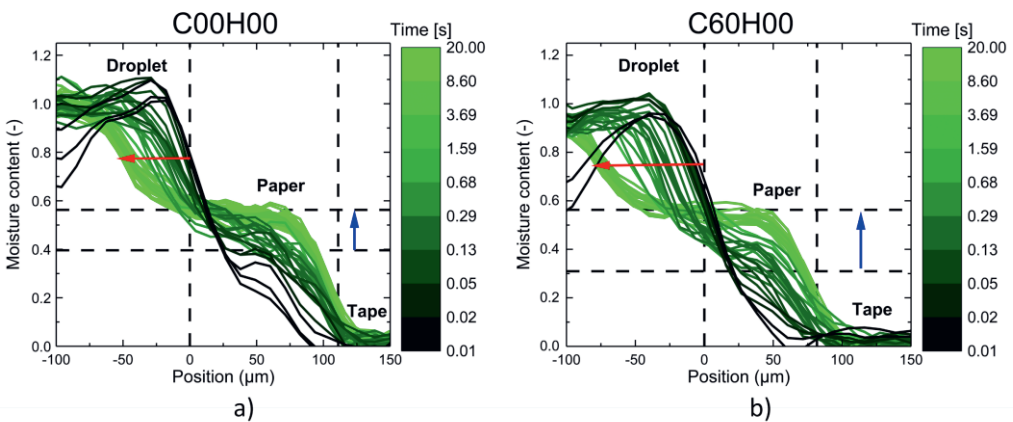 C00H00
Time [s]
1.2
1.0
0.8
0.6
0.4
0.2
0.0
Moisture content (-)
Droplet
Paper
Tape
-100 -50 0 50 100 150
Position (µm)
20.00
8.60
3.69
1.59
0.68
0.29
0.13
0.05
0.02
0.01
a)
C60H00
Time [s]
1.2
1.0
0.8
0.6
0.4
0.2
0.0
Moisture content (-)
Droplet
Paper
Tape
-100 -50 0 50 100 150
Position (µm)
20.00
8.60
3.69
1.59
0.68
0.29
0.13
0.05
0.02
0.01
b)